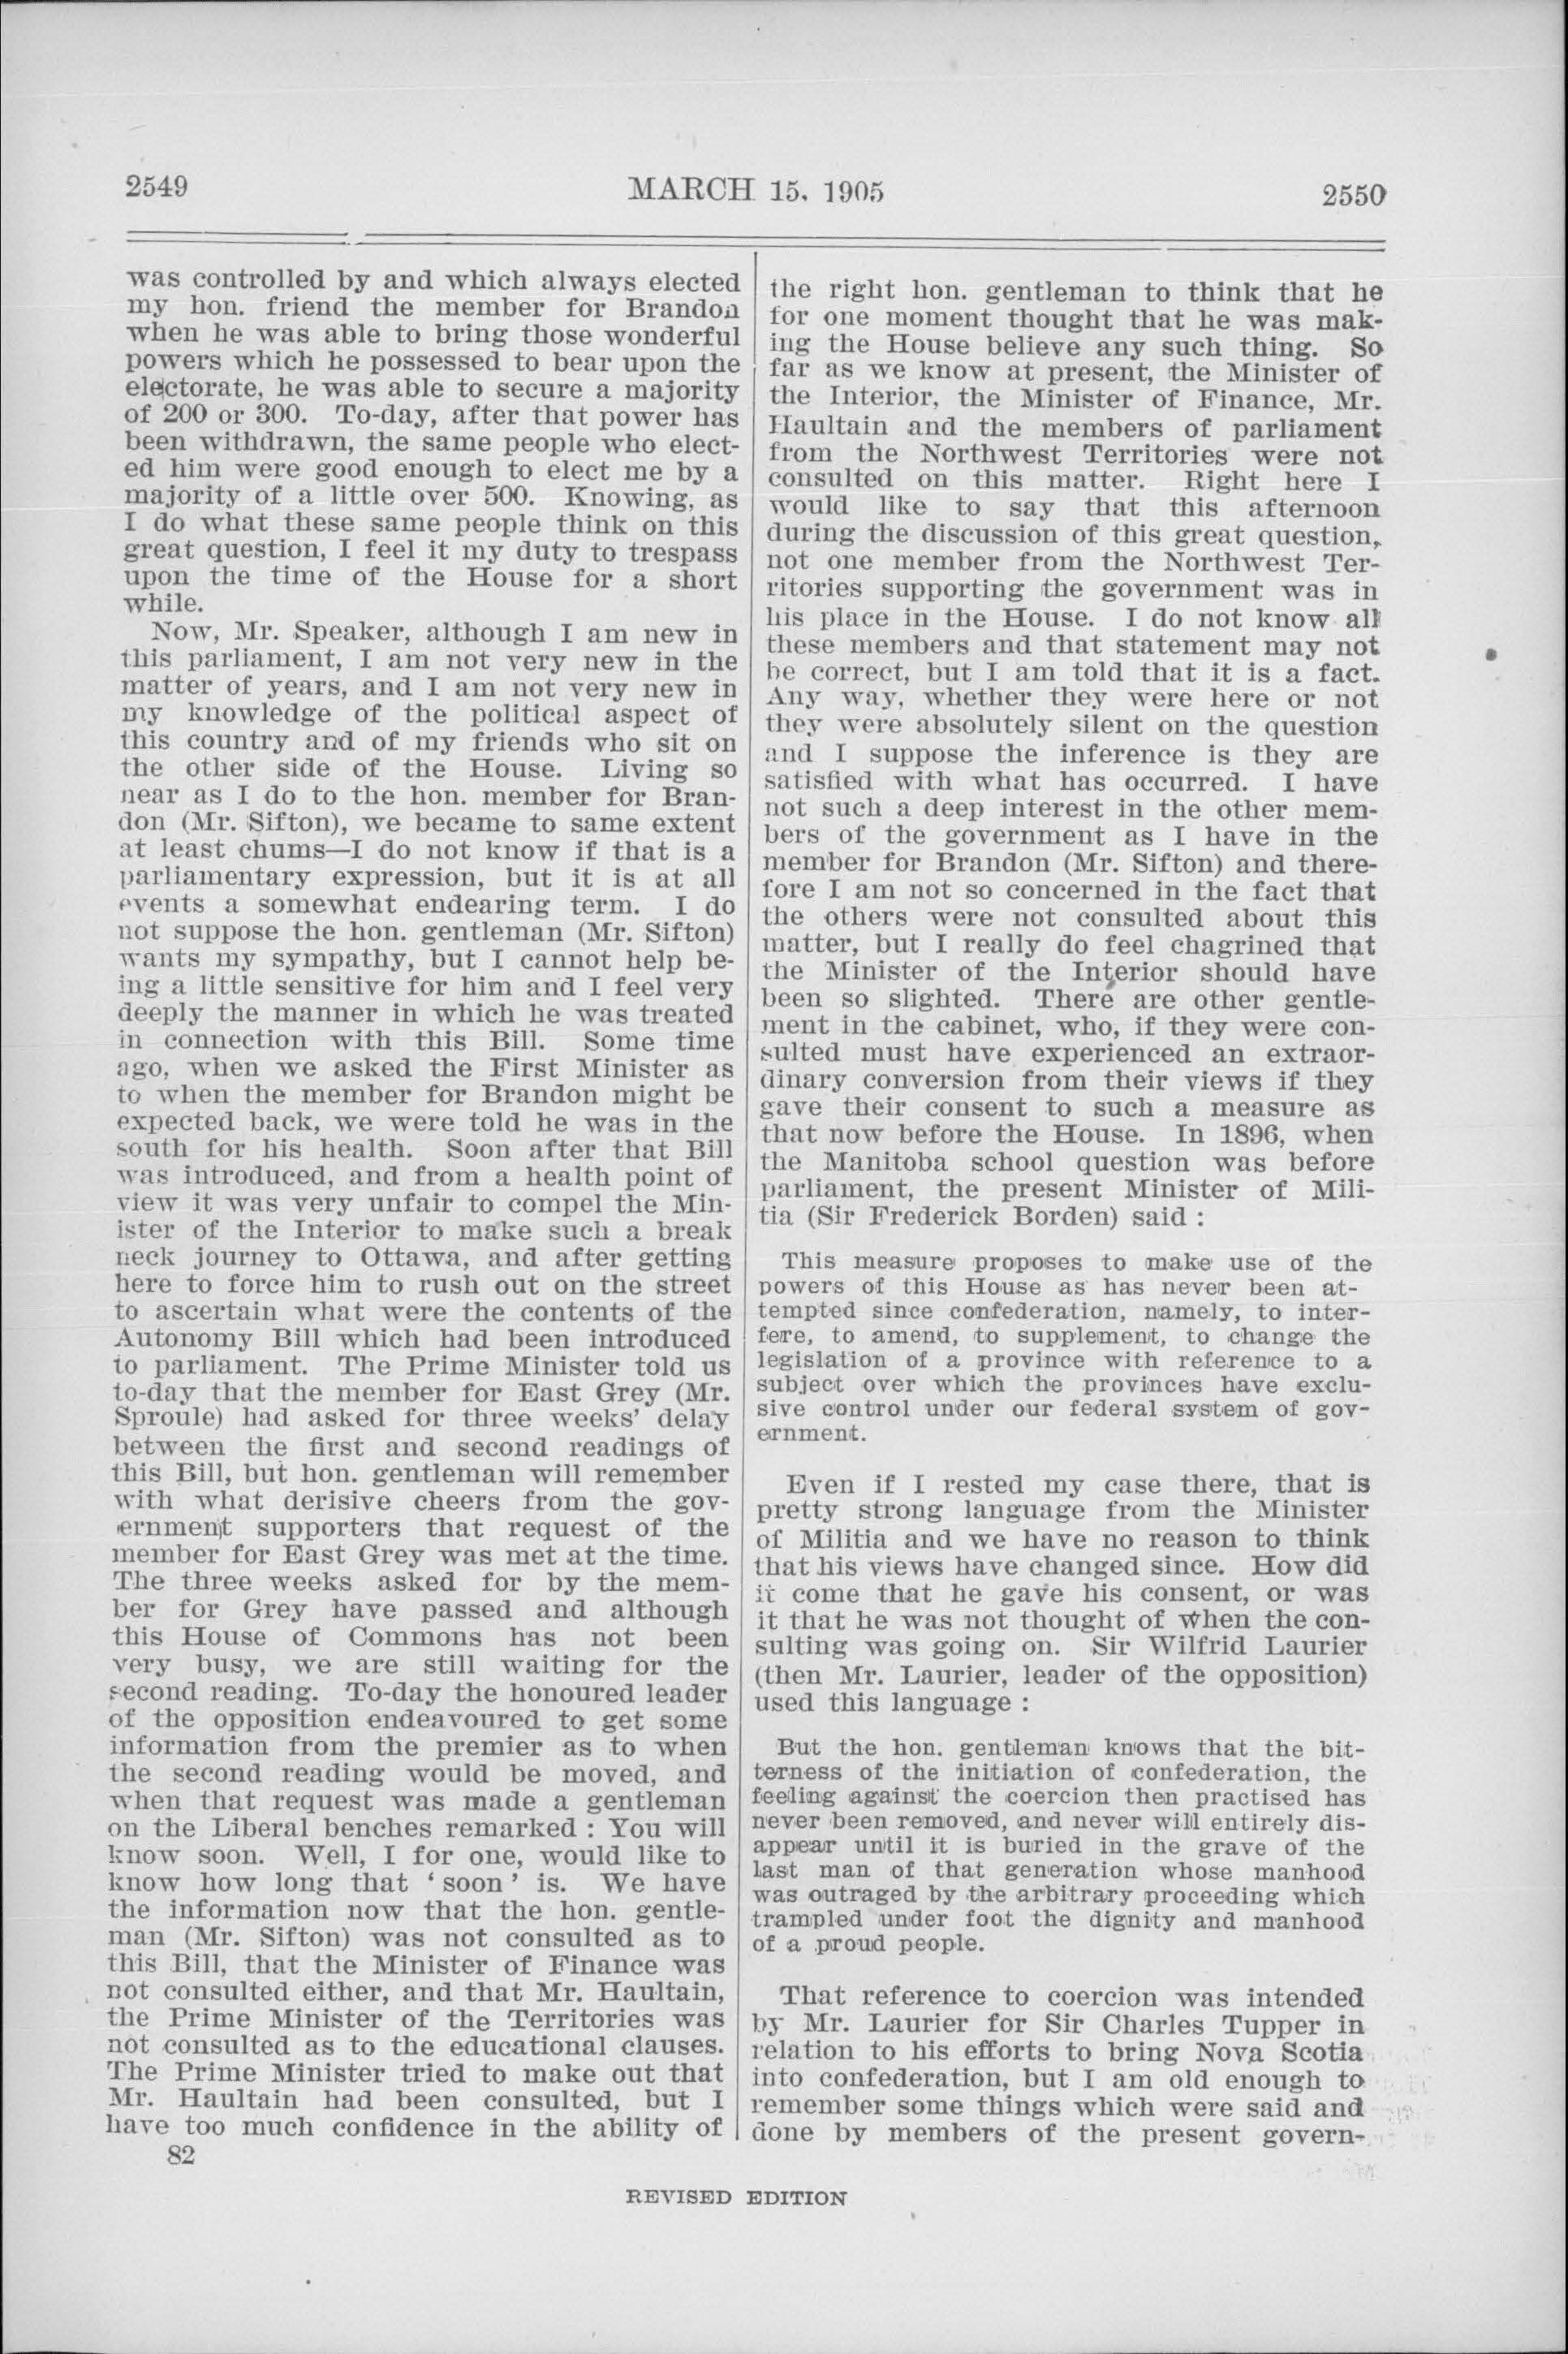 2549
MARCH 15, 1905
2550
was controlled by and which always elected
my hon. friend the member for Brandon
when he was able to bring those wonderful
powers which he possessed to bear upon the
electorate, he was able to secure a majority
of 200 or 300. To-day, after that power has
been withdrawn, the same people who elect-
ed him were good enough to elect me by a
majority of a little over 500. Knowing, as
I do what these same people think on this
great question, I feel it my duty to trespass
upon the time of the House for a short
while.
Now, Mr. Speaker, although I am new in
this parliament, I am not very new in the
matter of years, and I am not very new in
my knowledge of the political aspect of
this country and of my friends who sit on
the other side of the House. Living so
near as I do to the hon. member for Bran-
don (Mr. Sifton), we became to same extent
at least chums—I do not know if that is a
parliamentary expression, but it is at all
events a somewhat endearing term. I do
not suppose the hon. gentleman (Mr. Sifton)
wants my sympathy, but I cannot help be-
ing a little sensitive for him and I feel very
deeply the manner in which he was treated
in connection with this Bill. Some time
ago, when we asked the First Minister as
to when the member for Brandon might be
expected back, we were told he was in the
south for his health. Soon after that Bill
was introduced, and from a health point of
view it was very unfair to compel the Min-
ister of the Interior to make such a break
neck journey to Ottawa, and after getting
here to force him to rush out on the street
to ascertain what were the contents of the
Autonomy Bill which had been introduced
to parliament. The Prime Minister told us
to-day that the member for East Grey (Mr.
Sproule) had asked for three weeks' delay
between the first and second readings of
this Bill, but hon. gentleman will remember
with what derisive cheers from the gov-
ernment supporters that request of the
member for East Grey was met at the time.
The three weeks asked for by the mem-
ber for Grey have passed and although
this House of Commons has not been
very busy, we are still waiting for the
second reading. To-day the honoured leader
of the opposition endeavoured to get some
information from the premier as to when
the second reading would be moved, and
when that request was made a gentleman
on the Liberal benches remarked : You will
know soon. Well, I for one, would like to
know how long that ' soon ' is. We have
the information now that the hon. gentle-
man (Mr. Sifton) was not consulted as to
this Bill, that the Minister of Finance was
not consulted either, and that Mr. Haultain,
the Prime Minister of the Territories was
not consulted as to the educational clauses.
The Prime Minister tried to make out that
Mr. Haultain had been consulted, but I
have too much confidence in the ability of
82
the right hon. gentleman to think that he
for one moment thought that he was mak-
ing the House believe any such thing. So
far as we know at present, the Minister of
the Interior, the Minister of Finance, Mr.
Haultain and the members of parliament
from the Northwest Territories were not
consulted on this matter. Right here I
would like to say that this afternoon
during the discussion of this great question,
not one member from the Northwest Ter-
ritories supporting the government was in
his place in the House. I do not know all
these members and that statement may not
be correct, but I am told that it is a fact.
Any way, whether they were here or not
they were absolutely silent on the question
and I suppose the inference is they are
satisfied with what has occurred. I have
not such a deep interest in the other mem-
bers of the government as I have in the
member for Brandon (Mr. Sifton) and there-
fore I am not so concerned in the fact that
the others were not consulted about this
matter, but I really do feel chagrined that
the Minister of the Interior should have
been so slighted. There are other gentle-
ment in the cabinet, who, if they were con-
sulted must have experienced an extraor-
dinary conversion from their views if they
gave their consent to such a measure as
that now before the House. In 1896, when
the Manitoba school question was before
parliament, the present Minister of Mili-
tia (Sir Frederick Borden) said :
This measure proposes to make use of the
powers of this House as has never been at-
tempted since confederation, namely, to inter-
fere, to amend, to supplement, to change the
legislation of a province with reference to a
subject over which the provinces have exclu-
sive control under our federal system of gov-
ernment.
Even if I rested my case there, that is
pretty strong language from the Minister
of Militia and we have no reason to think
that his views have changed since. How did
it come that he gave his consent, or was
it that he was not thought of when the con-
sulting was going on. Sir Wilfrid Laurier
(then Mr. Laurier, leader of the opposition)
used this language :
But the hon. gentleman knows that the bit-
terness of the initiation of confederation, the
feeling against the coercion then practised has
never been removed, and never will entirely dis-
appear until it is buried in the grave of the
last man of that generation whose manhood
was outraged by the arbitrary proceeding which
trampled under foot the dignity and manhood
of a proud people.
That reference to coercion was intended
by Mr. Laurier for Sir Charles Tupper in
relation to his efforts to bring Nova Scotia
into confederation, but I am old enough to
remember some things which were said and
done by members of the present govern-
REVISED EDITION